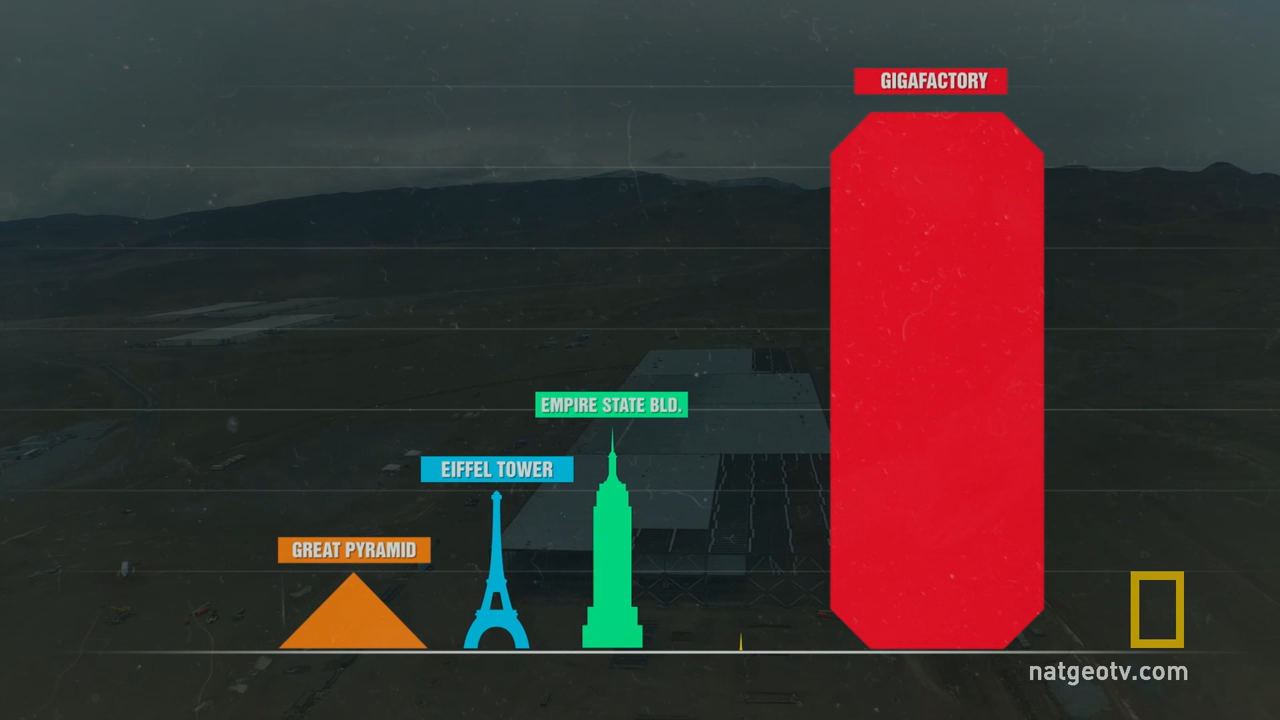 GIGAFACTORY
EMPIRE STATE BLD.
EIFFEL TOWER
GREAT PYRAMID
natgeotv.com